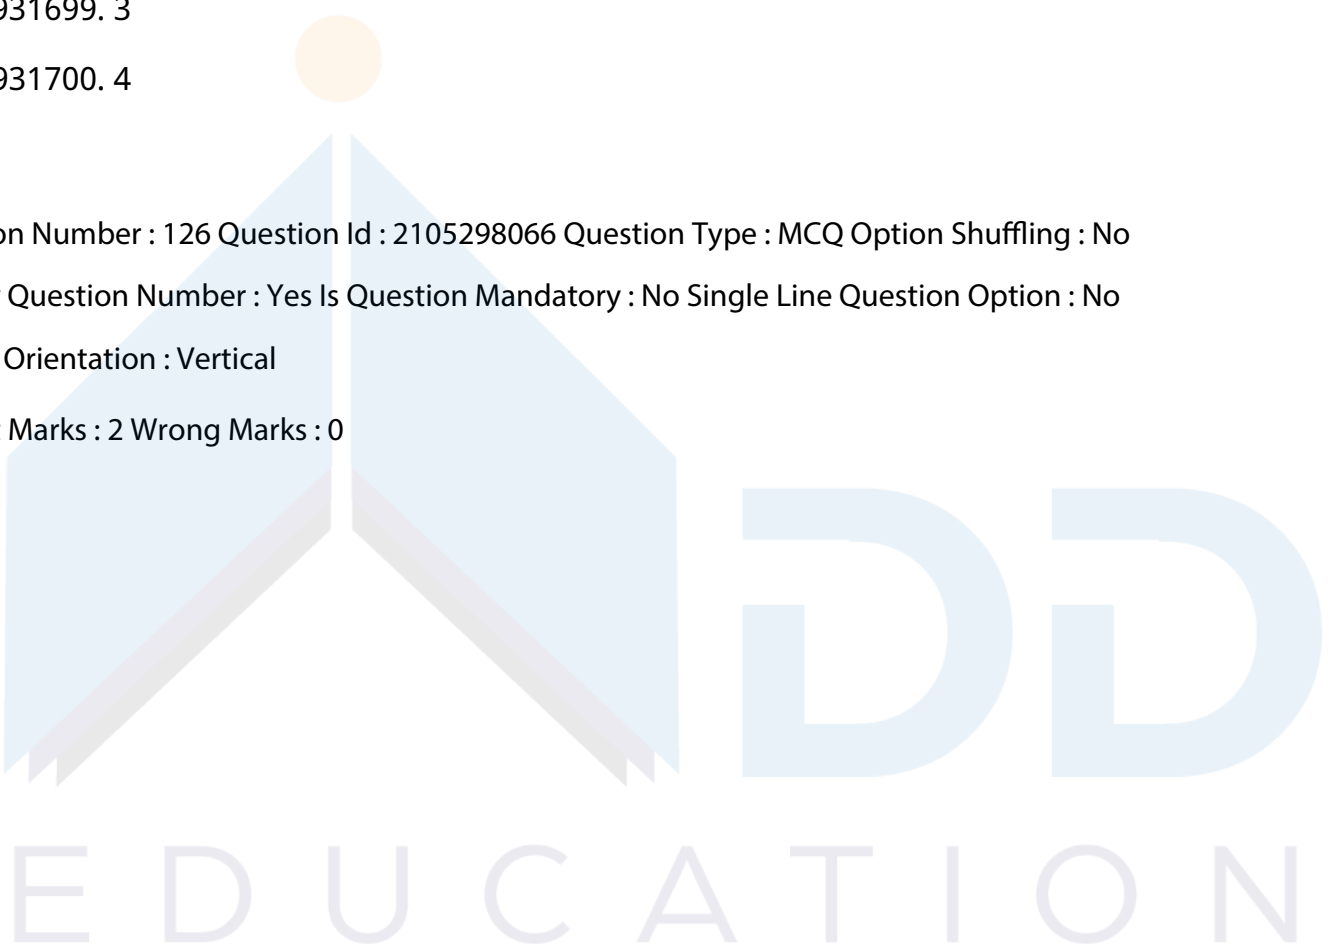 931699. 3
931700. 4
on Number : 126 Question Id : 2105298066 Question Type : MCQ Option Shuffling : No
Question Number : Yes Is Question Mandatory : No Single Line Question Option : No
Orientation : Vertical
Marks : 2 Wrong Marks : 0
DD
EDUCATION